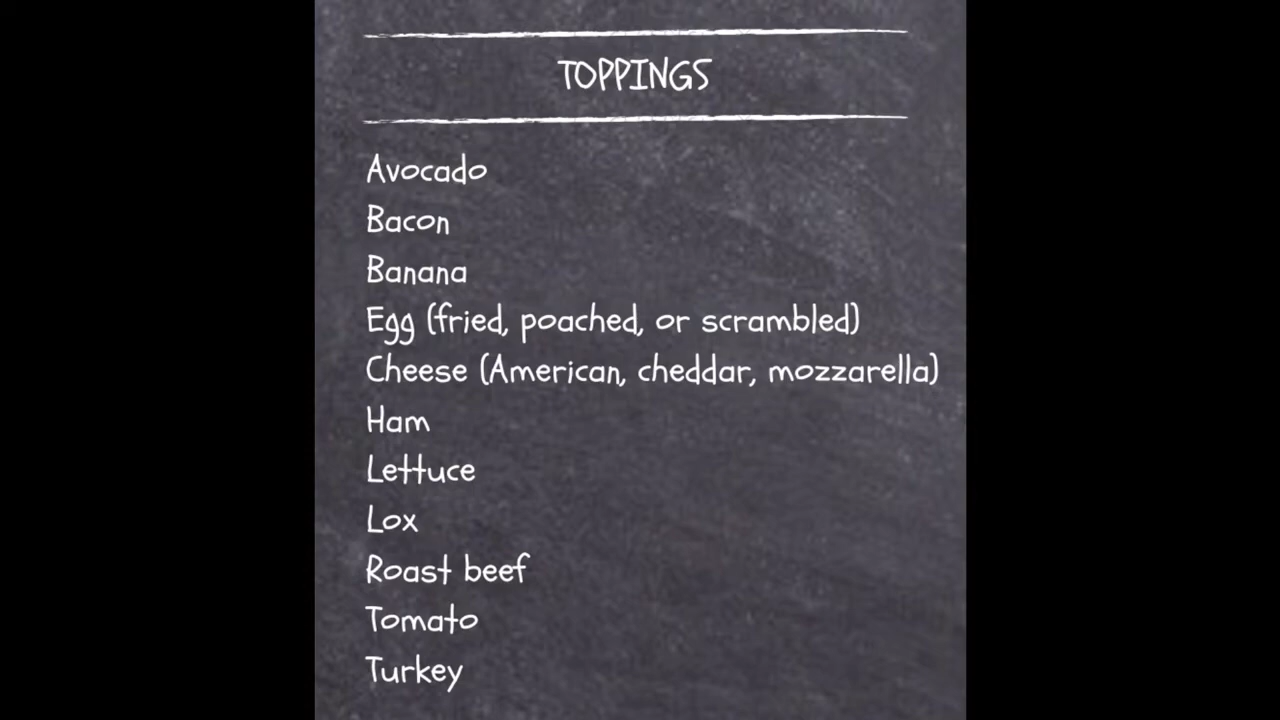 TOPPINGS
Avocado
Bacon
Banana
Egg (fried, poached, or scrambled)
Cheese (American, cheddar, mozzarella)
Ham
Lettuce
Lox
Roast beef
Tomato
Turkey